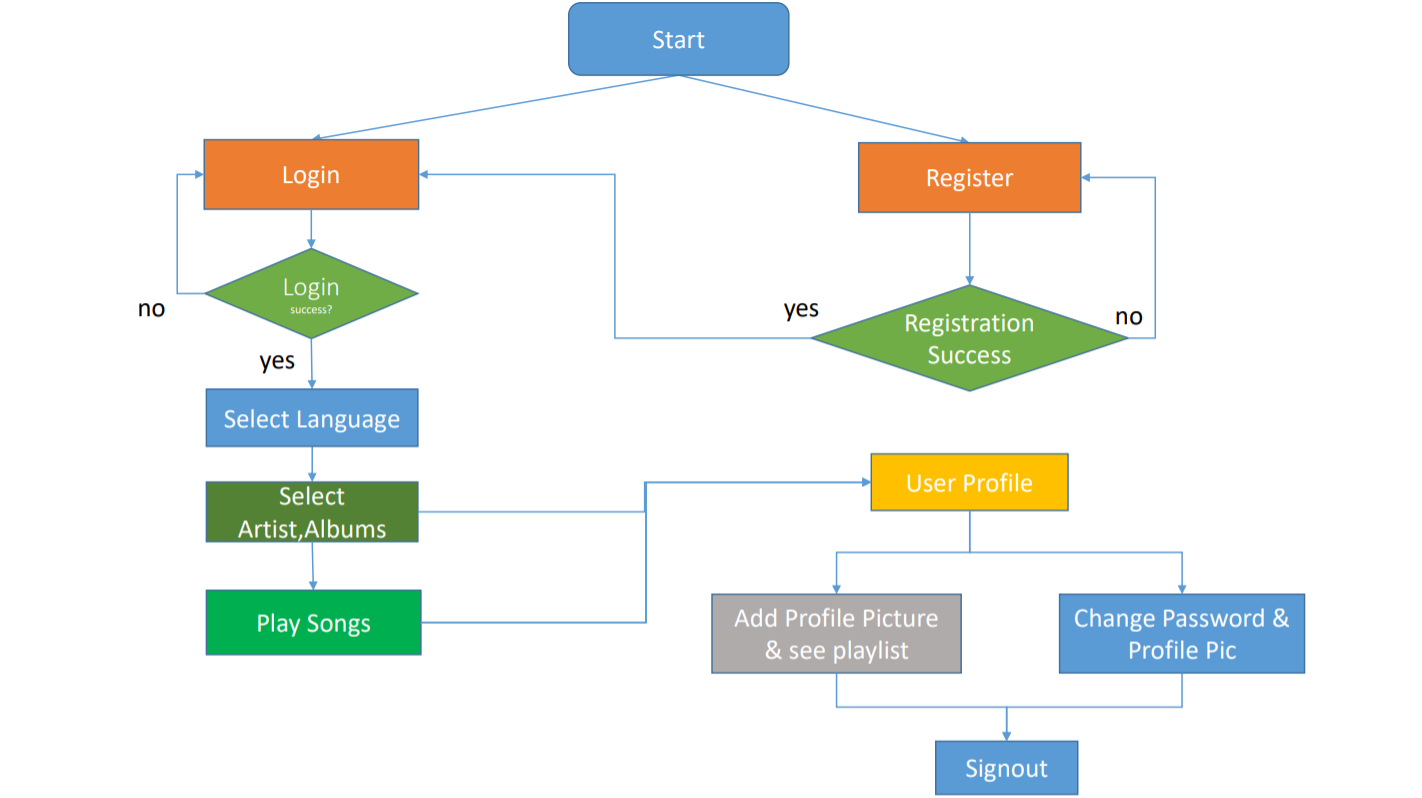 Start
Login
Register
Login
success?
no
yes
Registration
Success
yes
no
Select Language
Select
Artist,Albums
User Profile
Play Songs
Add Profile Picture
& see playlist
Change Password &
Profile Pic
Signout